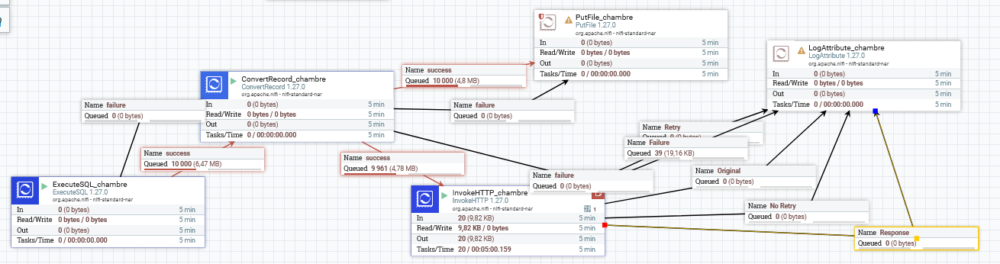 PutFile_chambre
PutFile 1.27.0
org.apache.nifi - nifi-standard-nar
In 0 (0 bytes) 5 min
Read/Write 0 bytes / 0 bytes 5 min
Out 0 (0 bytes) 5 min
Tasks/Time 0 / 00:00:00.000 5 min
LogAttribute_chambre
LogAttribute 1.27.0
org.apache.nifi - nifi-standard-nar
In 0 (0 bytes) 5 min
Read/Write 0 bytes / 0 bytes 5 min
Out 0 (0 bytes) 5 min
Tasks/Time 0 / 00:00:00.000 5 min
Name success
Queued 10 000 (4,8 MB)
ConvertRecord_chambre
ConvertRecord 1.27.0
org.apache.nifi - nifi-standard-nar
In 0 (0 bytes) 5 min
Read/Write 0 bytes / 0 bytes 5 min
Out 0 (0 bytes) 5 min
Tasks/Time 0 / 00:00:00.000 5 min
Name failure
Queued 0 (0 bytes)
Name failure
Queued 0 (0 bytes)
Name Retry
Queued 0 (0 bytes)
Name Failure
Queued 39 (19,16 KB)
Name success
Queued 10 000 (6,47 MB)
Name success
Queued 9 961 (4,78 MB)
Name failure
Queued 0 (0 bytes)
Name Original
Queued 0 (0 bytes)
ExecuteSQL_chambre
ExecuteSQL 1.27.0
org.apache.nifi - nifi-standard-nar
In 0 (0 bytes) 5 min
Read/Write 0 bytes / 0 bytes 5 min
Out 0 (0 bytes) 5 min
Tasks/Time 0 / 00:00:00.000 5 min
InvokeHTTP_chambre
InvokeHTTP 1.27.0
org.apache.nifi - nifi-standard-nar
1
In 20 (9,82 KB) 5 min
Read/Write 9,82 KB / 0 bytes 5 min
Out 20 (9,82 KB) 5 min
Tasks/Time 20 / 00:05:00.159 5 min
Name No Retry
Queued 0 (0 bytes)
Name Response
Queued 0 (0 bytes)